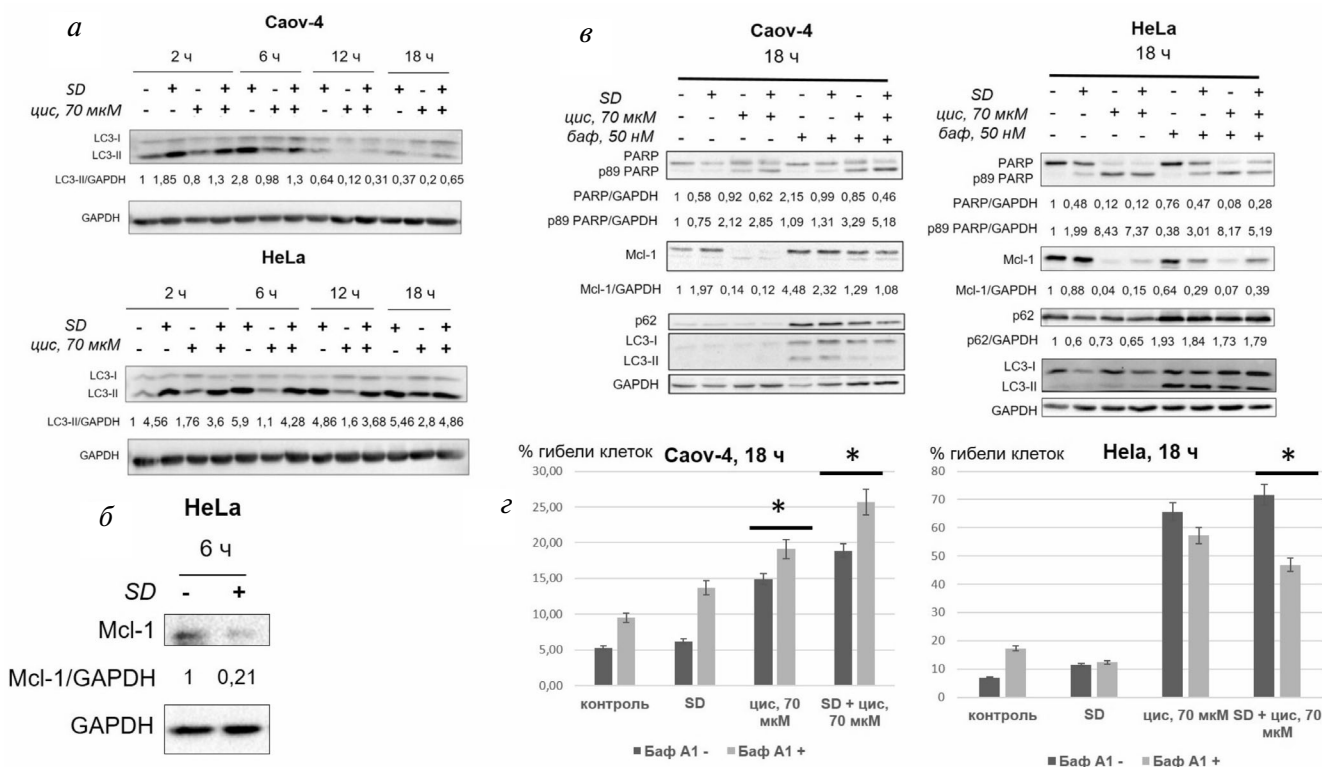 а
Caov-4
2 ч 6 ч 12 ч 18 ч
SD - + - + + - + + - + + - +
цис, 70 мкМ - - + + - + + - + + - + +
LC3-I
LC3-II
LC3-II/GAPDH 1 1,85 0,8 1,3 2,8 0,98 1,3 0,64 0,12 0,31 0,37 0,2 0,65
GAPDH
HeLa
2 ч 6 ч 12 ч 18 ч
SD - + - + + - + + - + + - +
цис, 70 мкМ - - + + - + + - + + - + +
LC3-I
LC3-II
LC3-II/GAPDH 1 4,56 1,76 3,6 5,9 1,1 4,28 4,86 1,6 3,68 5,46 2,8 4,86
GAPDH
б
HeLa
6 ч
SD - +
Mcl-1
Mcl-1/GAPDH 1 0,21
GAPDH
в
Caov-4
18 ч
SD - + - + - + - +
цис, 70 мкМ - - + + - - + +
баф, 50 нМ - - - - + + + +
PARP
p89 PARP
PARP/GAPDH 1 0,58 0,92 0,62 2,15 0,99 0,85 0,46
p89 PARP/GAPDH 1 0,75 2,12 2,85 1,09 1,31 3,29 5,18
Mcl-1
Mcl-1/GAPDH 1 1,97 0,14 0,12 4,48 2,32 1,29 1,08
p62
LC3-I
LC3-II
GAPDH
HeLa
18 ч
SD - + - + - + - +
цис, 70 мкМ - - + + - - + +
баф, 50 нМ - - - - + + + +
PARP
p89 PARP
PARP/GAPDH 1 0,48 0,12 0,12 0,76 0,47 0,08 0,28
p89 PARP/GAPDH 1 1,99 8,43 7,37 0,38 3,01 8,17 5,19
Mcl-1
Mcl-1/GAPDH 1 0,88 0,04 0,15 0,64 0,29 0,07 0,39
p62
p62/GAPDH 1 0,6 0,73 0,65 1,93 1,84 1,73 1,79
LC3-I
LC3-II
GAPDH
г
% гибели клеток Caov-4, 18 ч
30,00
25,00
20,00
15,00
10,00
5,00
0,00
* *
контроль SD цис, 70 мкМ SD + цис, 70 мкМ
Баф А1 - Баф А1 +
% гибели клеток Hela, 18 ч
80
70
60
50
40
30
20
10
0
*
контроль SD цис, 70 мкМ SD + цис, 70 мкМ
Баф А1 - Баф А1 +